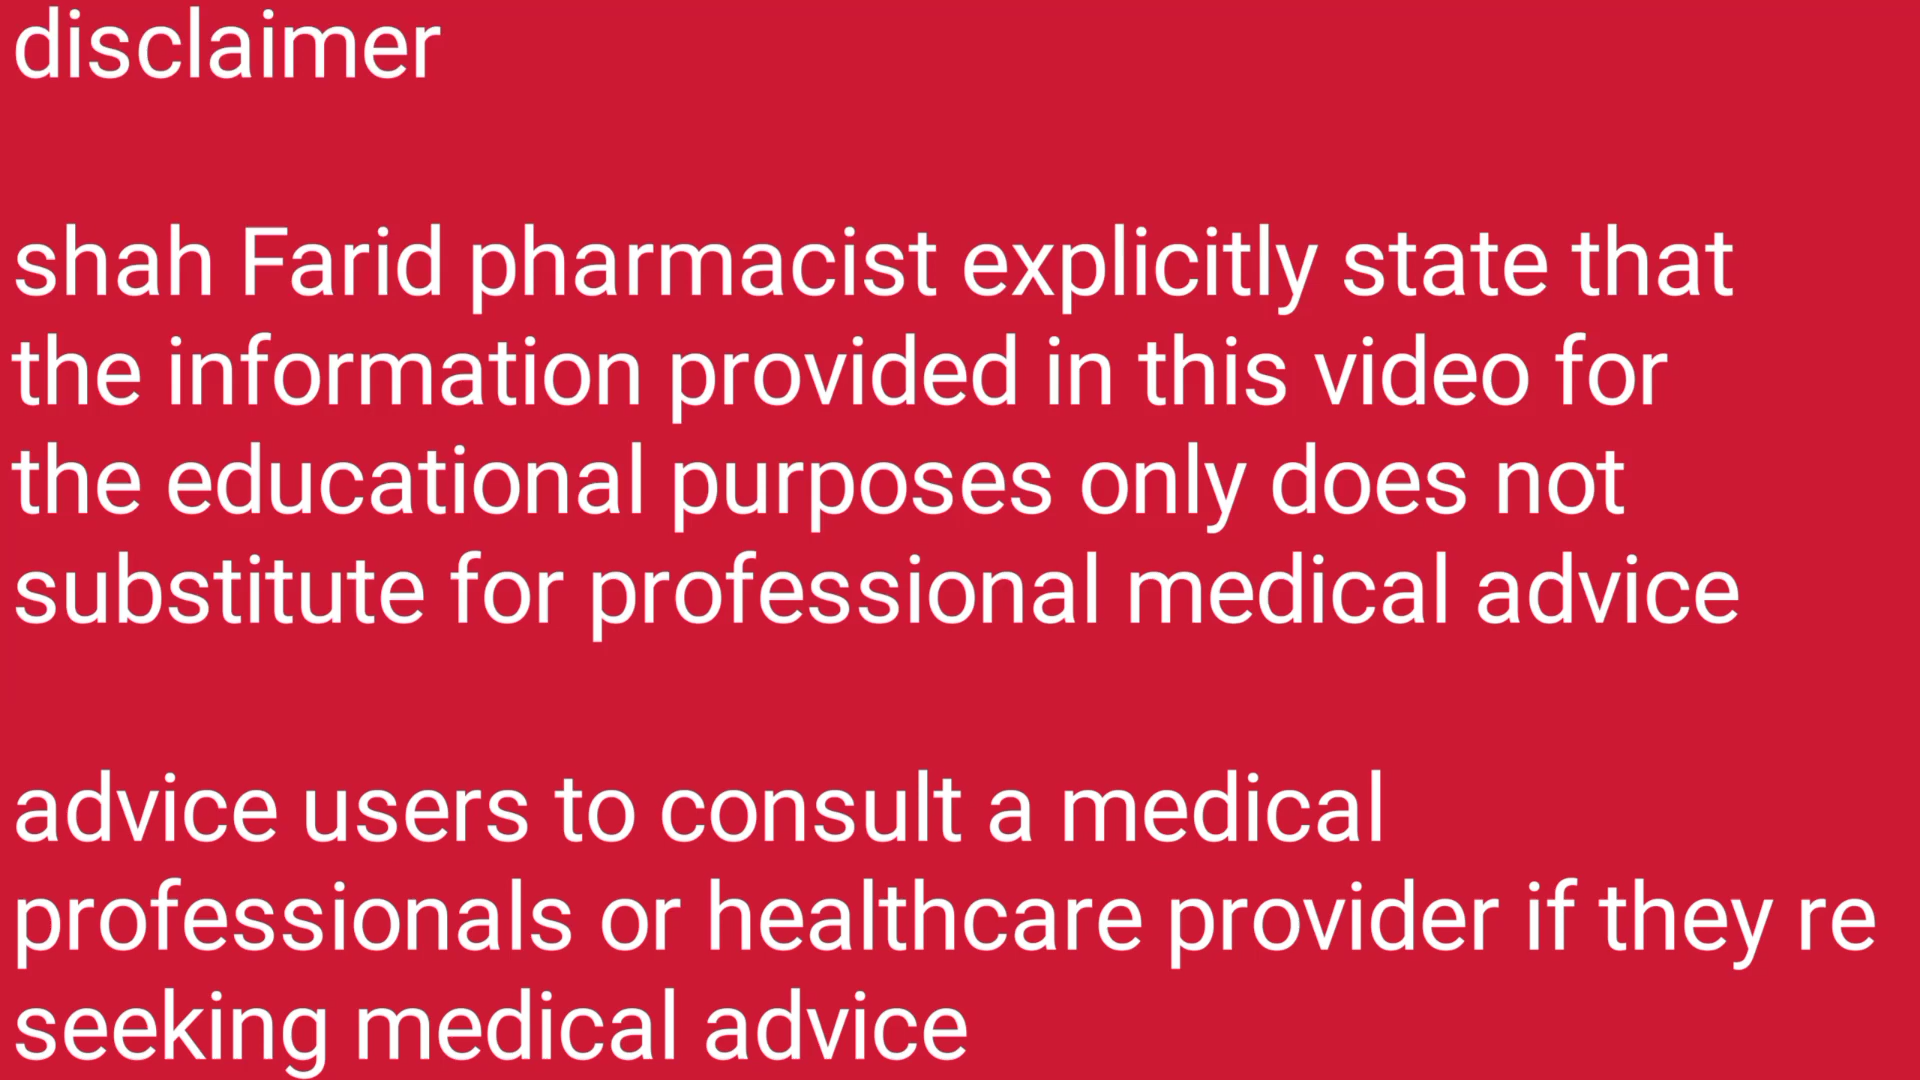 disclaimer
shah Farid pharmacist explicitly state that
the information provided in this video for
the educational purposes only does not
substitute for professional medical advice
advice users to consult a medical
professionals or healthcare provider if they re
seeking medical advice